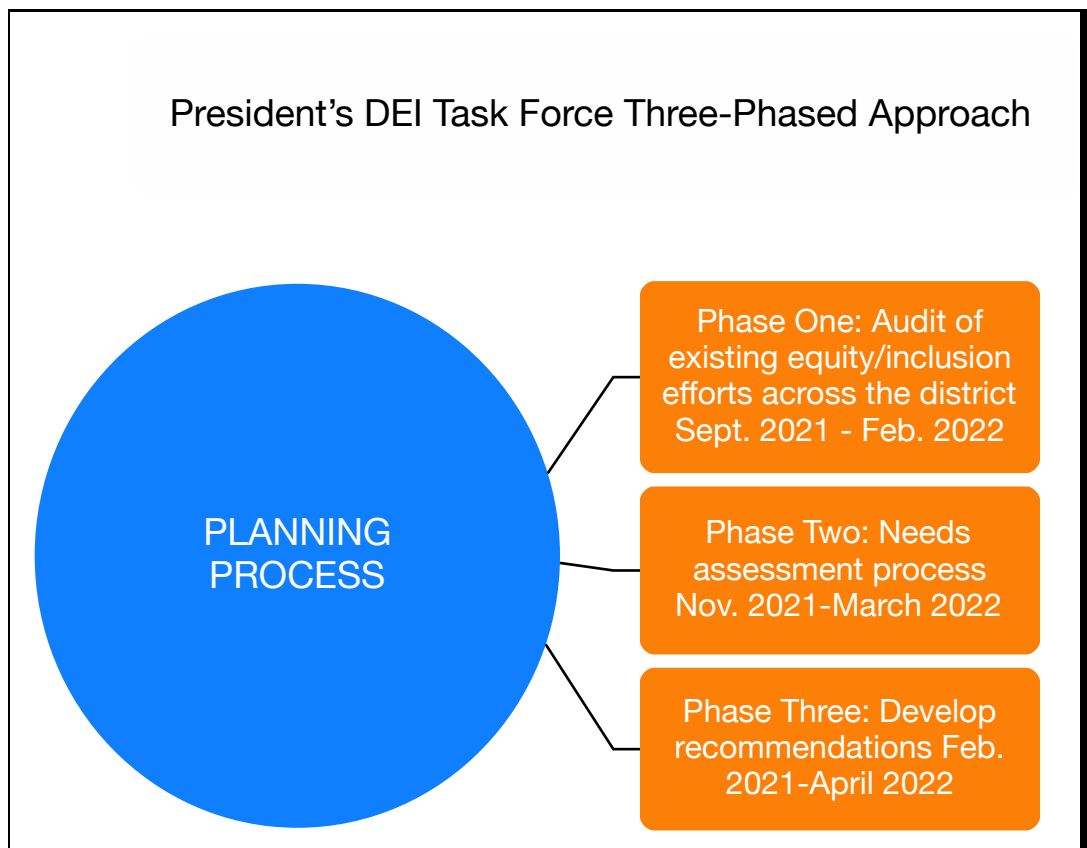 President’s DEI Task Force Three-Phased Approach
PLANNING
PROCESS
Phase One: Audit of
existing equity/inclusion
efforts across the district
Sept. 2021 - Feb. 2022
Phase Two: Needs
assessment process
Nov. 2021-March 2022
Phase Three: Develop
recommendations Feb.
2021-April 2022